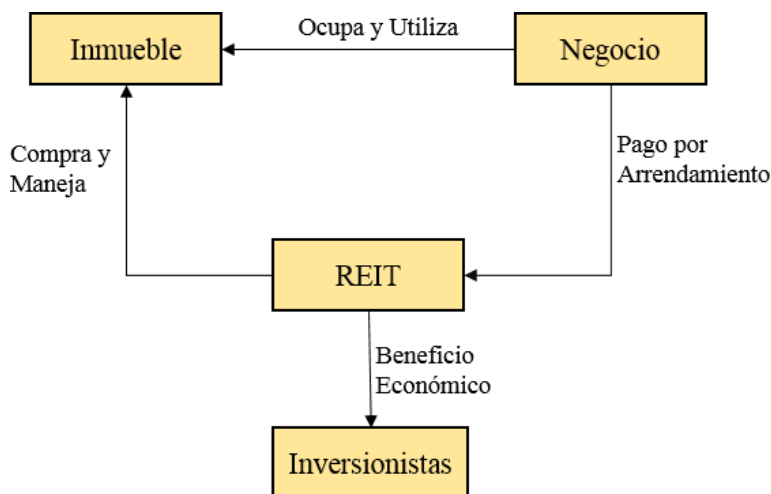 Ocupa y Utiliza
Inmueble
Negocio
Compra y
Maneja
Pago por
Arrendamiento
REIT
Beneficio
Económico
Inversionistas